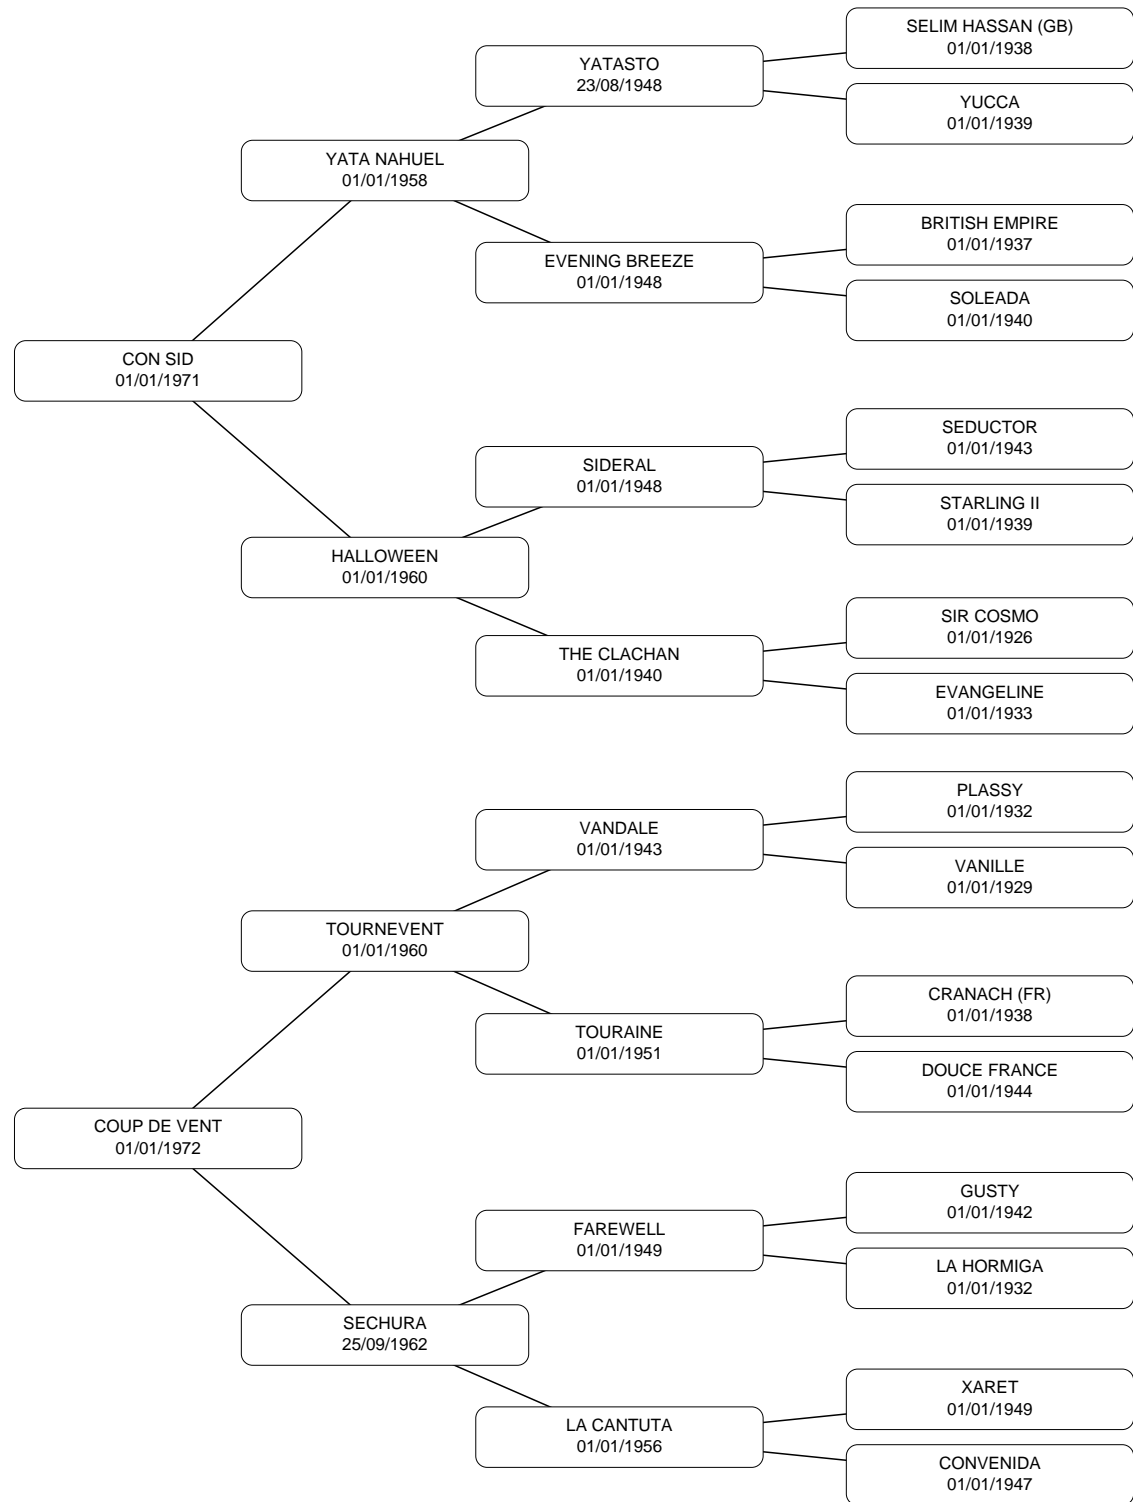 SELIM HASSAN (GB)
01/01/1938
YATASTO
23/08/1948
YUCCA
01/01/1939
YATA NAHUEL
01/01/1958
BRITISH EMPIRE
01/01/1937
EVENING BREEZE
01/01/1948
SOLEADA
01/01/1940
CON SID
01/01/1971
SEDUCTOR
01/01/1943
SIDERAL
01/01/1948
STARLING II
01/01/1939
HALLOWEEN
01/01/1960
SIR COSMO
01/01/1926
THE CLACHAN
01/01/1940
EVANGELINE
01/01/1933
PLASSY
01/01/1932
VANDALE
01/01/1943
VANILLE
01/01/1929
TOURNEVENT
01/01/1960
CRANACH (FR)
01/01/1938
TOURAINE
01/01/1951
DOUCE FRANCE
01/01/1944
COUP DE VENT
01/01/1972
GUSTY
01/01/1942
FAREWELL
01/01/1949
LA HORMIGA
01/01/1932
SECHURA
25/09/1962
XARET
01/01/1949
LA CANTUTA
01/01/1956
CONVENIDA
01/01/1947